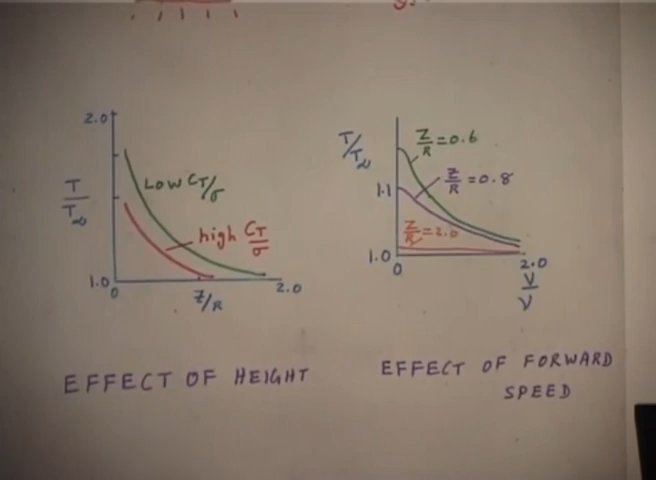 2.0
T/T∞
LOW CT/σ
high CT/σ
1.0
0
Z/R
2.0
EFFECT OF HEIGHT
T/T∞
Z/R = 0.6
Z/R = 0.8
1.1
Z/R = 2.0
1.0
0
2.0
V/ν
EFFECT OF FORWARD
SPEED